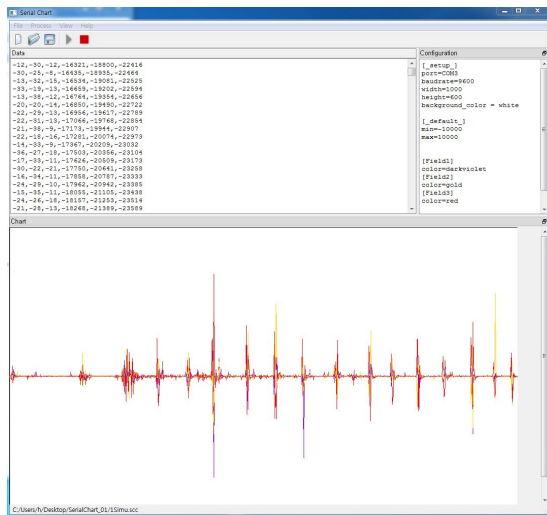 Serial Chart
File Process View Help
Data
-12,-30,-12,-16321,-18800,-22416
-30,-25,-8,-16435,-18935,-22464
-13,-32,-15,-16534,-19081,-22525
-33,-19,-13,-16659,-19202,-22594
-13,-38,-12,-16764,-19354,-22656
-20,-20,-14,-16850,-19490,-22722
-22,-29,-13,-16956,-19617,-22789
-22,-31,-13,-17066,-19768,-22854
-21,-38,-9,-17173,-19944,-22907
-22,-18,-16,-17281,-20074,-22973
-14,-33,-9,-17367,-20209,-23032
-36,-27,-18,-17503,-20356,-23104
-17,-33,-11,-17626,-20509,-23173
-30,-22,-21,-17750,-20641,-23258
-16,-34,-11,-17858,-20787,-23333
-24,-29,-10,-17962,-20942,-23385
-15,-35,-11,-18055,-21105,-23438
-24,-26,-18,-18157,-21253,-23514
-21,-28,-13,-18268,-21389,-23589
Configuration
[_setup_]
port=COM3
baudrate=9600
width=1000
height=600
background_color = white
[_default_]
min=-10000
max=10000
[Field1]
color=darkviolet
[Field2]
color=gold
[Field3]
color=red
Chart
C:/Users/h/Desktop/SerialChart_01/1Simu.scc